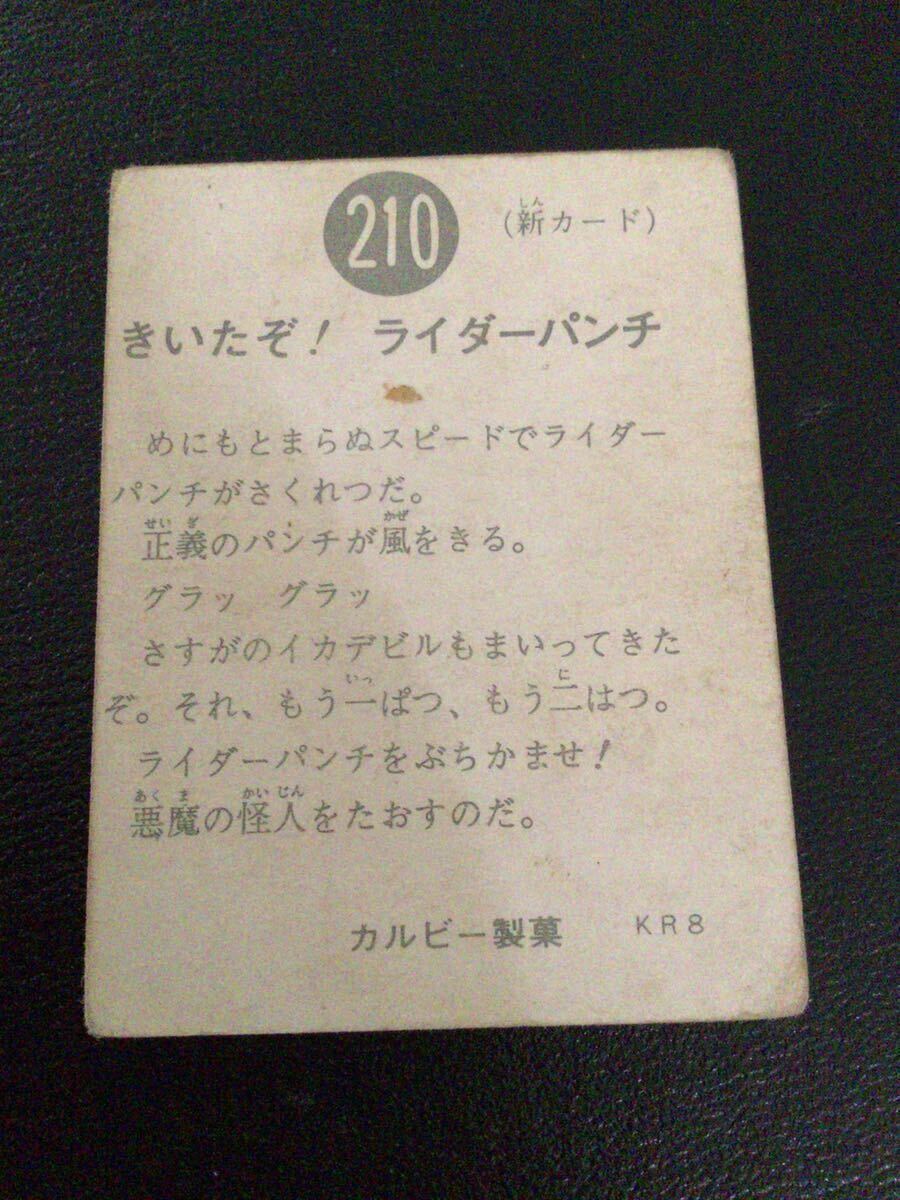 210 (新カード)
きいたぞ! ライダーパンチ
めにもとまらぬスピードでライダー
パンチがさくれつだ。
正義のパンチが風をきる。
グラッ グラッ
さすがのイカデビルもまいってきた
ぞ。それ、もう一ぱつ、もう二はつ。
ライダーパンチをぶちかませ!
悪魔の怪人をたおすのだ。
カルビー製菓 KR8